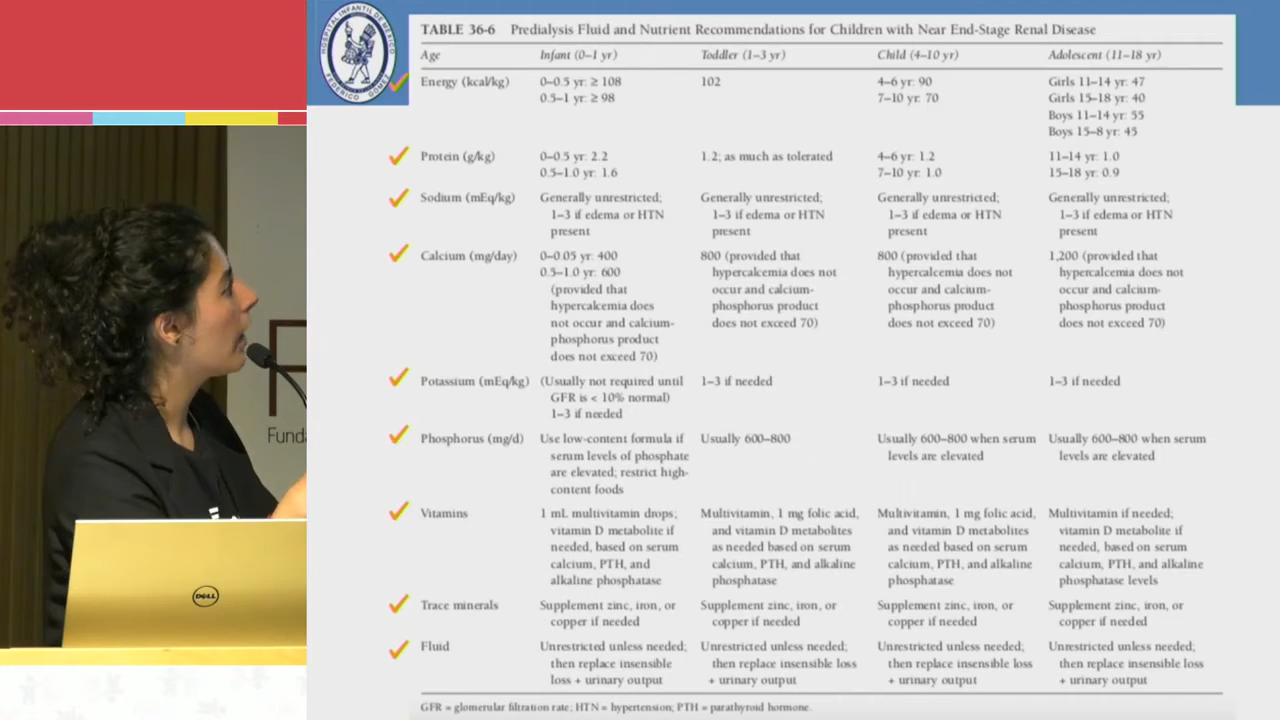 HOSPITAL INFANTIL DE MEXICO
FEDERICO GOMEZ
TABLE 36-6 Predialysis Fluid and Nutrient Recommendations for Children with Near End-Stage Renal Disease
Age Infant (0–1 yr) Toddler (1–3 yr) Child (4–10 yr) Adolescent (11–18 yr)
Energy (kcal/kg) 0–0.5 yr: ≥ 108 102 4–6 yr: 90 Girls 11–14 yr: 47
0.5–1 yr: ≥ 98 7–10 yr: 70 Girls 15–18 yr: 40
Boys 11–14 yr: 55
Boys 15–8 yr: 45
Protein (g/kg) 0–0.5 yr: 2.2 1.2; as much as tolerated 4–6 yr: 1.2 11–14 yr: 1.0
0.5–1.0 yr: 1.6 7–10 yr: 1.0 15–18 yr: 0.9
Sodium (mEq/kg) Generally unrestricted; Generally unrestricted; Generally unrestricted; Generally unrestricted;
1–3 if edema or HTN 1–3 if edema or HTN 1–3 if edema or HTN 1–3 if edema or HTN
present present present present
Calcium (mg/day) 0–0.05 yr: 400 800 (provided that 800 (provided that 1,200 (provided that
0.5–1.0 yr: 600 hypercalcemia does not hypercalcemia does not hypercalcemia does not
(provided that occur and calcium- occur and calcium- occur and calcium-
hypercalcemia does phosphorus product phosphorus product phosphorus product
not occur and calcium- does not exceed 70) does not exceed 70) does not exceed 70)
phosphorus product
does not exceed 70)
Potassium (mEq/kg) (Usually not required until 1–3 if needed 1–3 if needed 1–3 if needed
GFR is < 10% normal)
1–3 if needed
Phosphorus (mg/d) Use low-content formula if Usually 600–800 Usually 600–800 when serum Usually 600–800 when serum
serum levels of phosphate levels are elevated levels are elevated
are elevated; restrict high-
content foods
Vitamins 1 mL multivitamin drops; Multivitamin, 1 mg folic acid, Multivitamin, 1 mg folic acid, Multivitamin if needed;
vitamin D metabolite if and vitamin D metabolites and vitamin D metabolites vitamin D metabolite if
needed, based on serum as needed based on serum as needed based on serum needed, based on serum
calcium, PTH, and calcium, PTH, and alkaline calcium, PTH, and alkaline calcium, PTH, and alkaline
alkaline phosphatase phosphatase phosphatase phosphatase levels
Trace minerals Supplement zinc, iron, or Supplement zinc, iron, or Supplement zinc, iron, or Supplement zinc, iron, or
copper if needed copper if needed copper if needed copper if needed
Fluid Unrestricted unless needed; Unrestricted unless needed; Unrestricted unless needed; Unrestricted unless needed;
then replace insensible then replace insensible loss then replace insensible loss then replace insensible loss
loss + urinary output + urinary output + urinary output + urinary output
GFR = glomerular filtration rate; HTN = hypertension; PTH = parathyroid hormone.
Funda
DELL